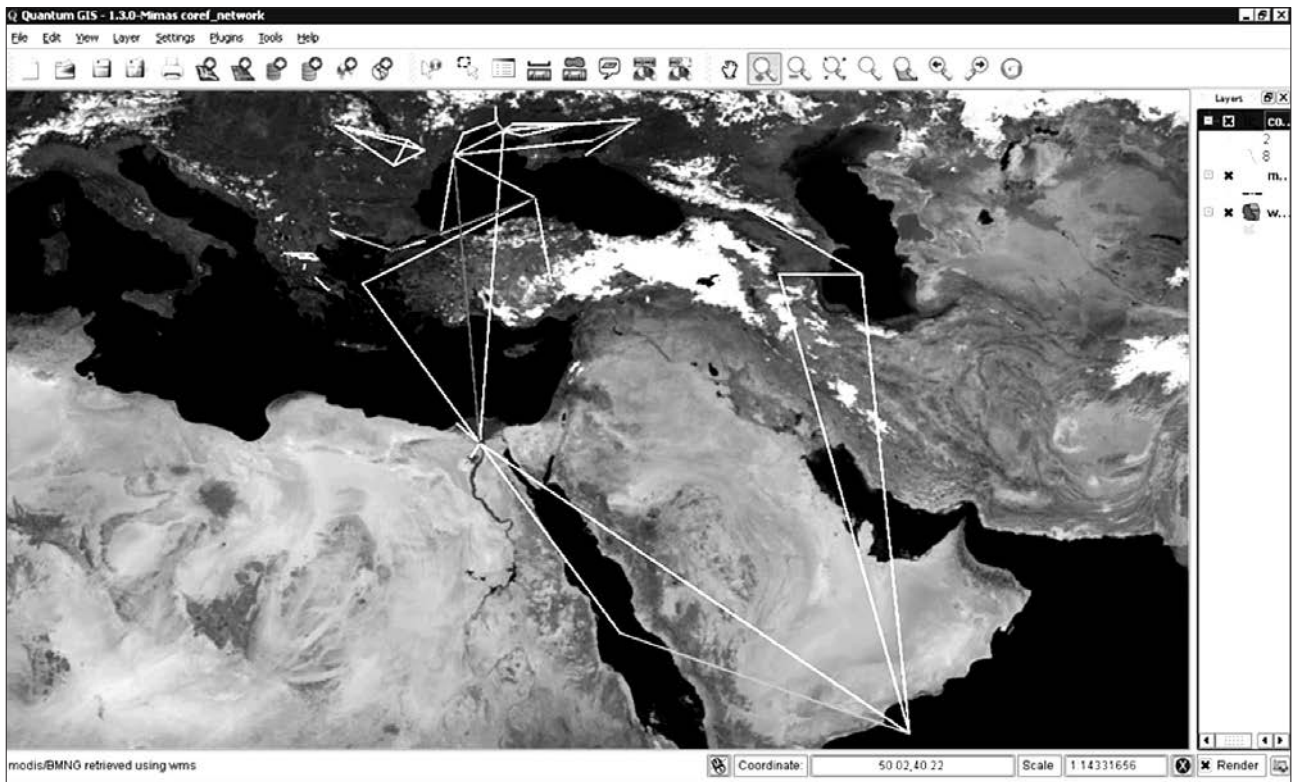 Quantum GIS - 1.3.0-Mimas coref_network
File Edit View Layer Settings Plugins Tools Help
Layers
co..
2
8
m..
w...
modis/BMNG retrieved using wms
Coordinate:
50.02,40.22
Scale
1:14331656
Render